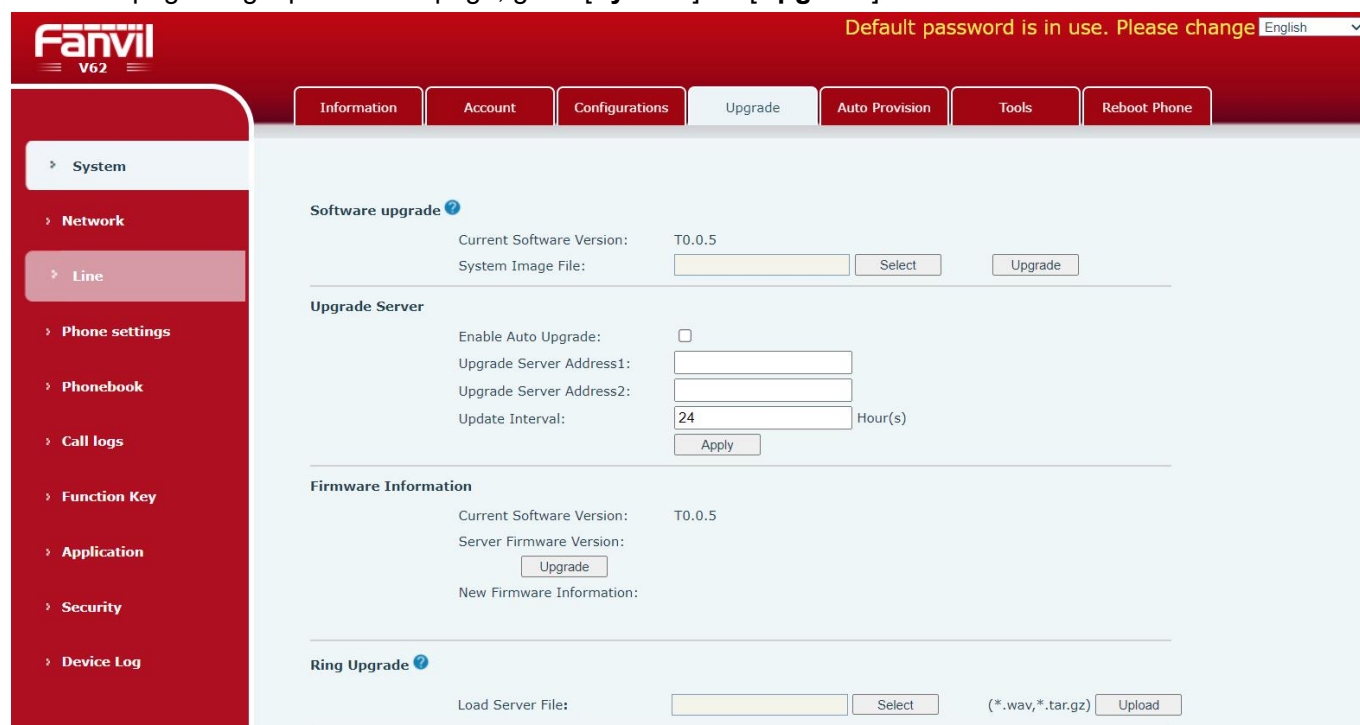 Default password is in use. Please change English
Fanvil
V62
Information Account Configurations Upgrade Auto Provision Tools Reboot Phone
System
Network
Line
Phone settings
Phonebook
Call logs
Function Key
Application
Security
Device Log
Software upgrade ?
Current Software Version: T0.0.5
System Image File: Select Upgrade
Upgrade Server
Enable Auto Upgrade:
Upgrade Server Address1:
Upgrade Server Address2:
Update Interval: 24 Hour(s)
Apply
Firmware Information
Current Software Version: T0.0.5
Server Firmware Version:
Upgrade
New Firmware Information:
Ring Upgrade ?
Load Server File: Select (*.wav,*.tar.gz) Upload